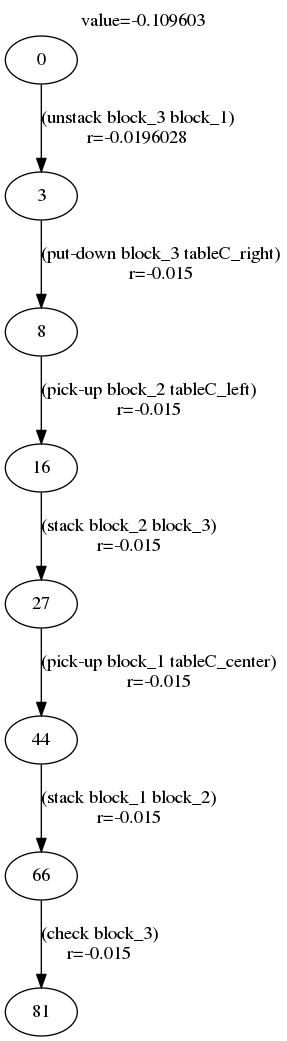 value=-0.109603
0
(unstack block_3 block_1)
r=-0.0196028
3
(put-down block_3 tableC_right)
r=-0.015
8
(pick-up block_2 tableC_left)
r=-0.015
16
(stack block_2 block_3)
r=-0.015
27
(pick-up block_1 tableC_center)
r=-0.015
44
(stack block_1 block_2)
r=-0.015
66
(check block_3)
r=-0.015
81